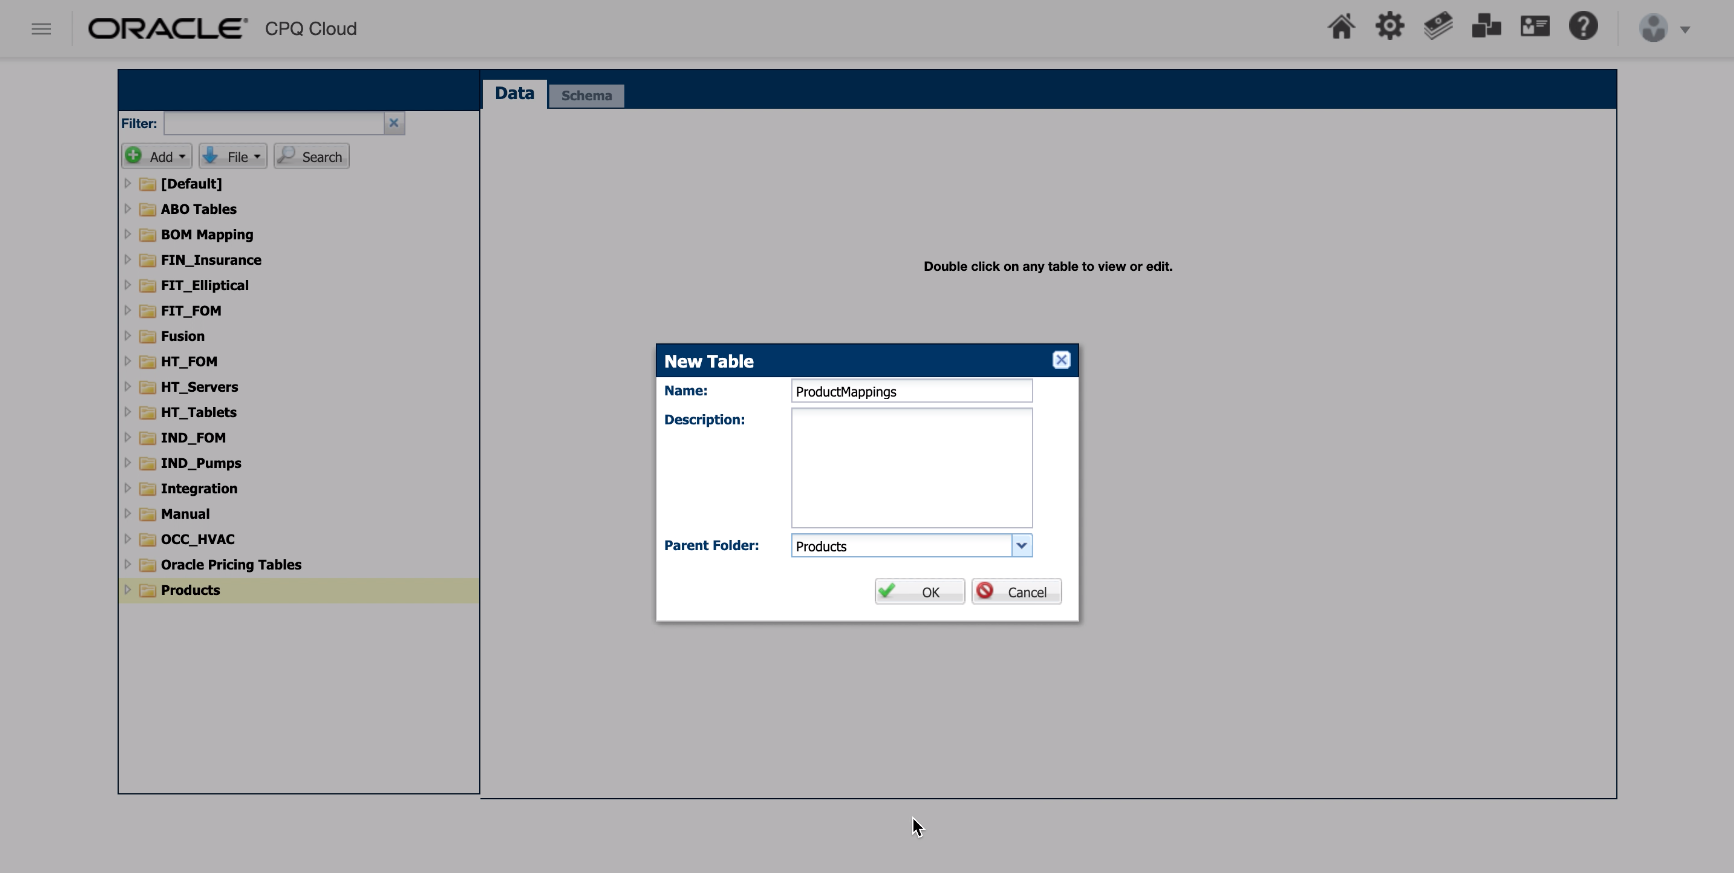 ORACLE CPQ Cloud
Data Schema
Filter:
Add File Search
[Default]
ABO Tables
BOM Mapping
FIN_Insurance
FIT_Elliptical
FIT_FOM
Fusion
HT_FOM
HT_Servers
HT_Tablets
IND_FOM
IND_Pumps
Integration
Manual
OCC_HVAC
Oracle Pricing Tables
Products
Double click on any table to view or edit.
New Table
Name: ProductMappings
Description:
Parent Folder: Products
OK Cancel